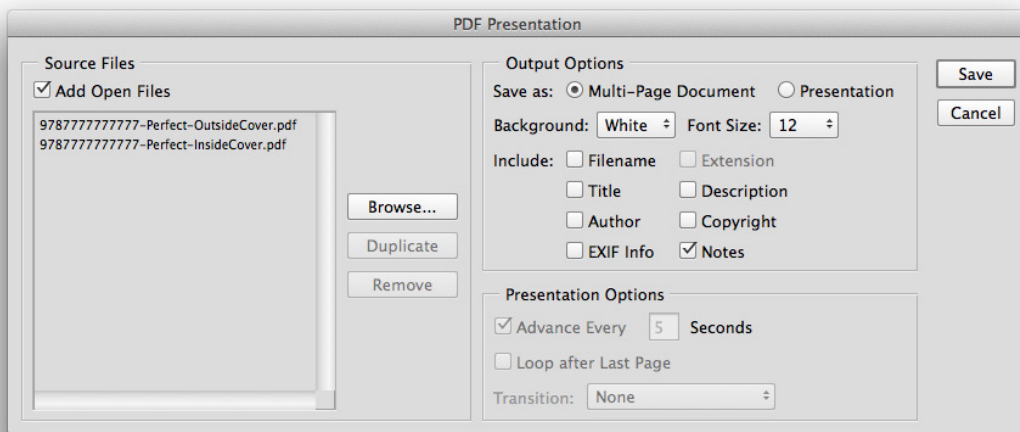 PDF Presentation
Source Files
Add Open Files
9787777777777-Perfect-OutsideCover.pdf
9787777777777-Perfect-InsideCover.pdf
Browse...
Duplicate
Remove
Output Options
Save as: Multi-Page Document Presentation
Background: White Font Size: 12
Include: Filename Extension
Title Description
Author Copyright
EXIF Info Notes
Presentation Options
Advance Every 5 Seconds
Loop after Last Page
Transition: None
Save
Cancel